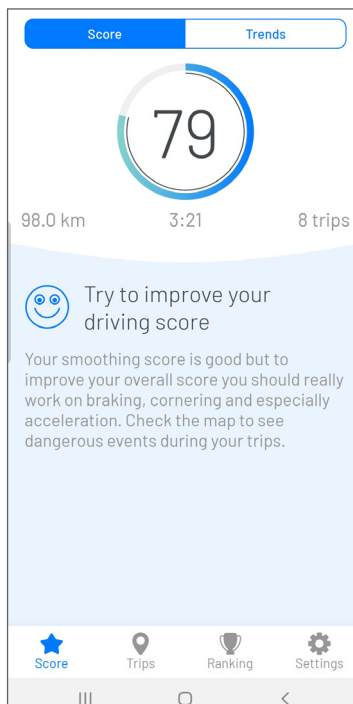 Score Trends
79
98.0 km 3:21 8 trips
Try to improve your
driving score
Your smoothing score is good but to
improve your overall score you should really
work on braking, cornering and especially
acceleration. Check the map to see
dangerous events during your trips.
Score Trips Ranking Settings